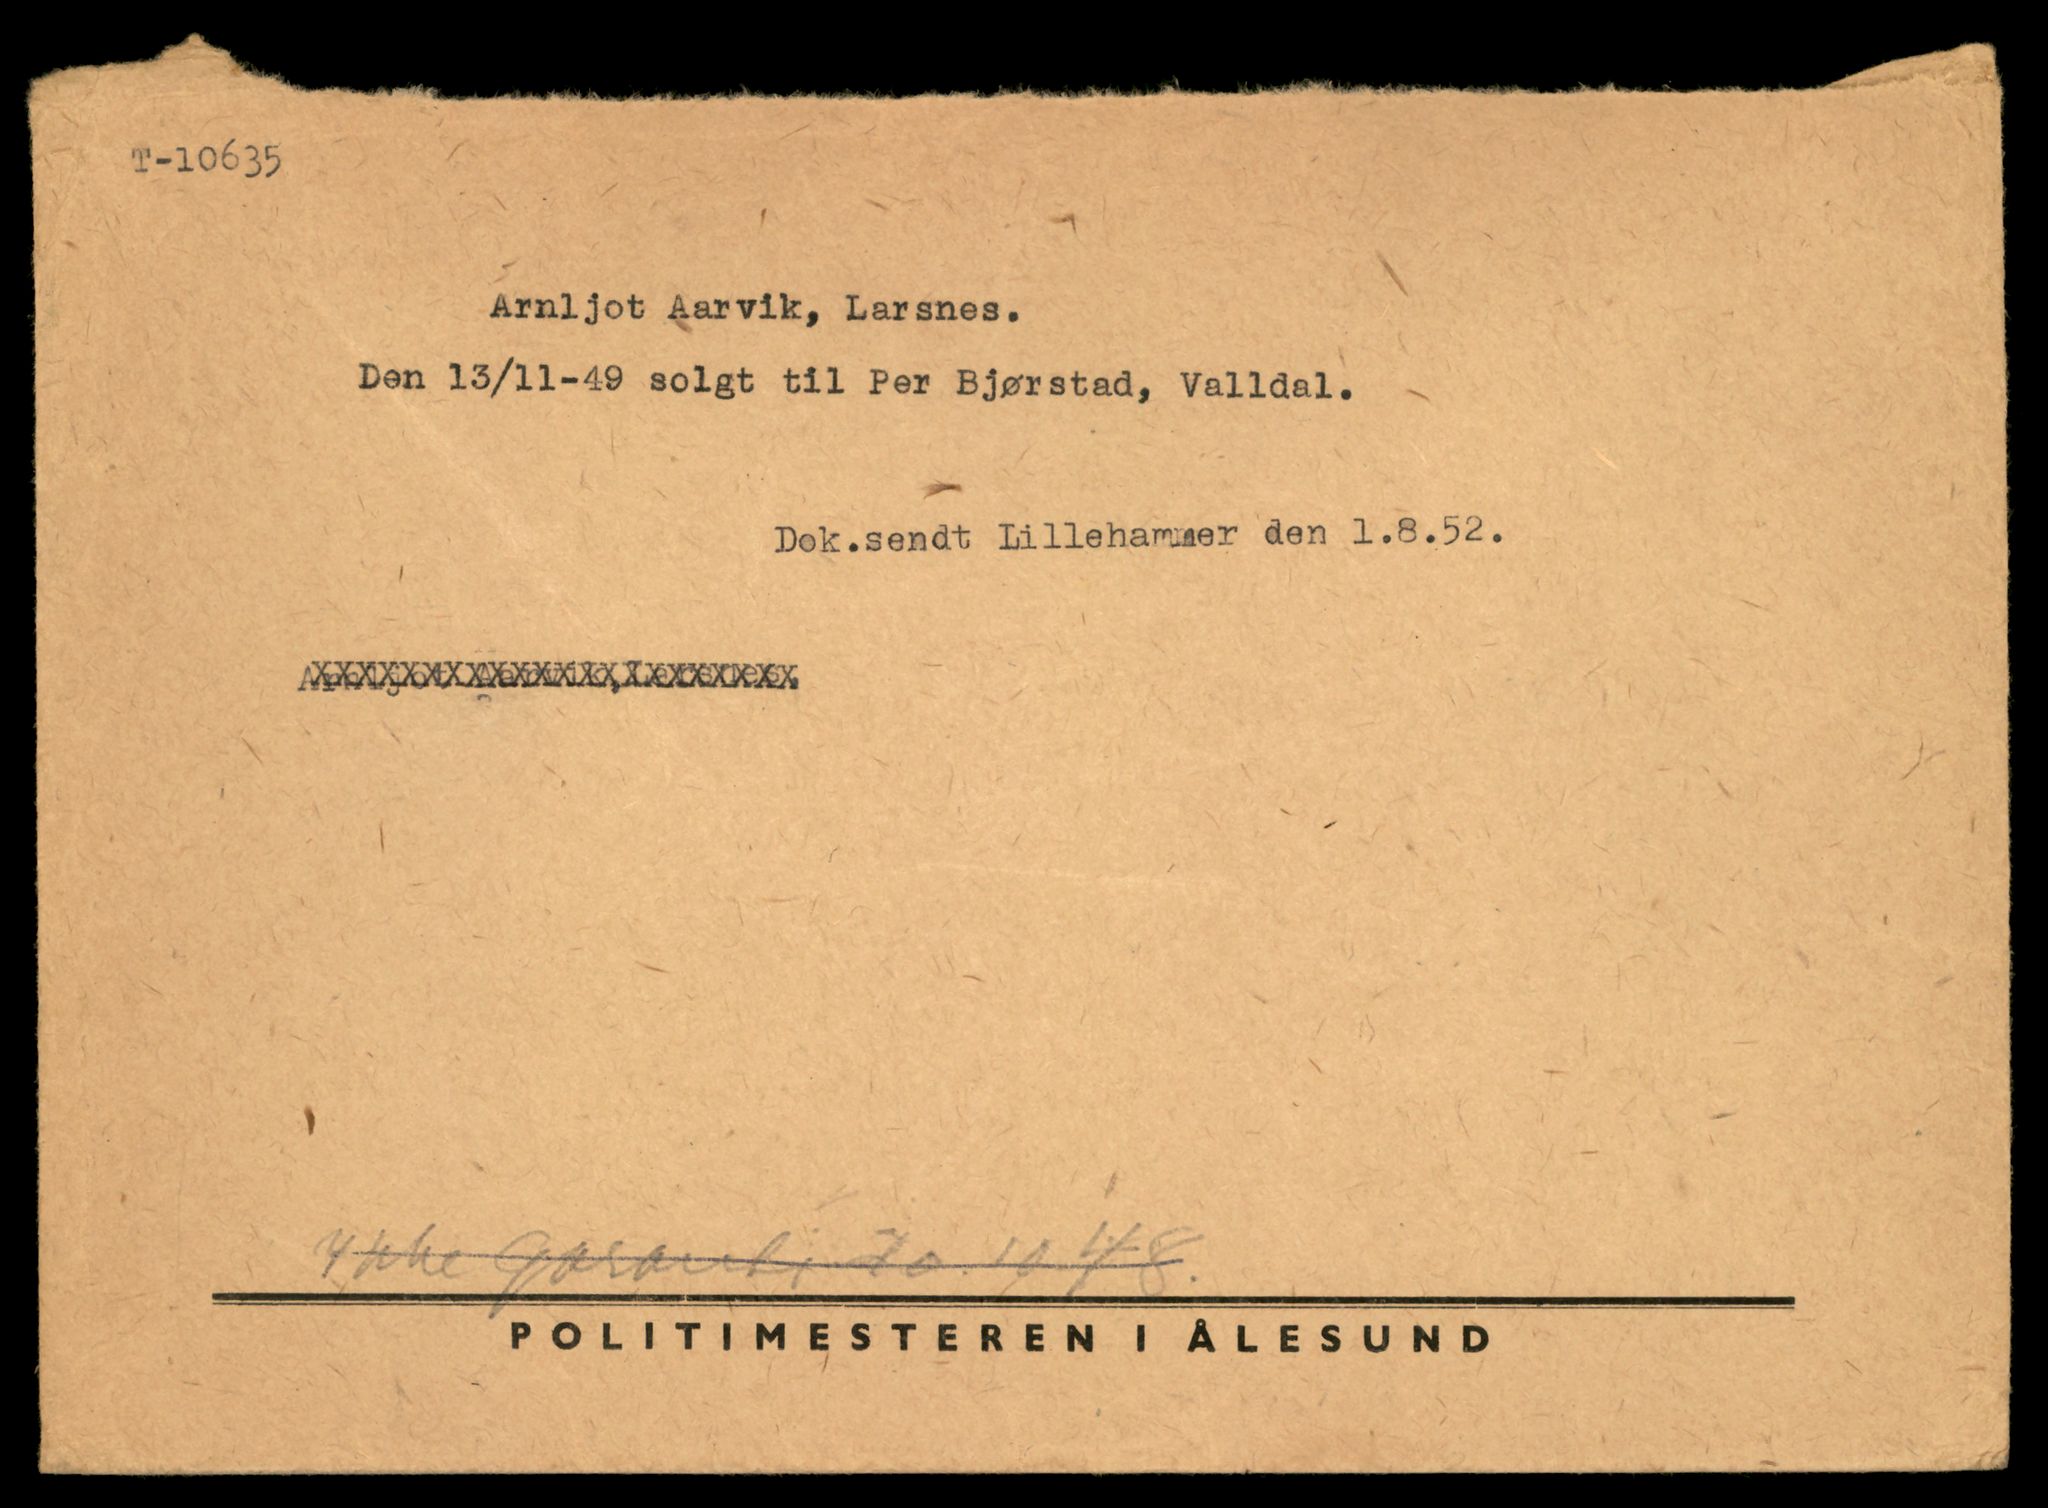 T-10635
Arnljot Aarvik, Larsnes.
Den 13/11-49 solgt til Per Bjørstad, Valldal.
Dok.sendt Lillehammer den 1.8.52.
Garanti
POLITIMESTEREN I ÅLESUND